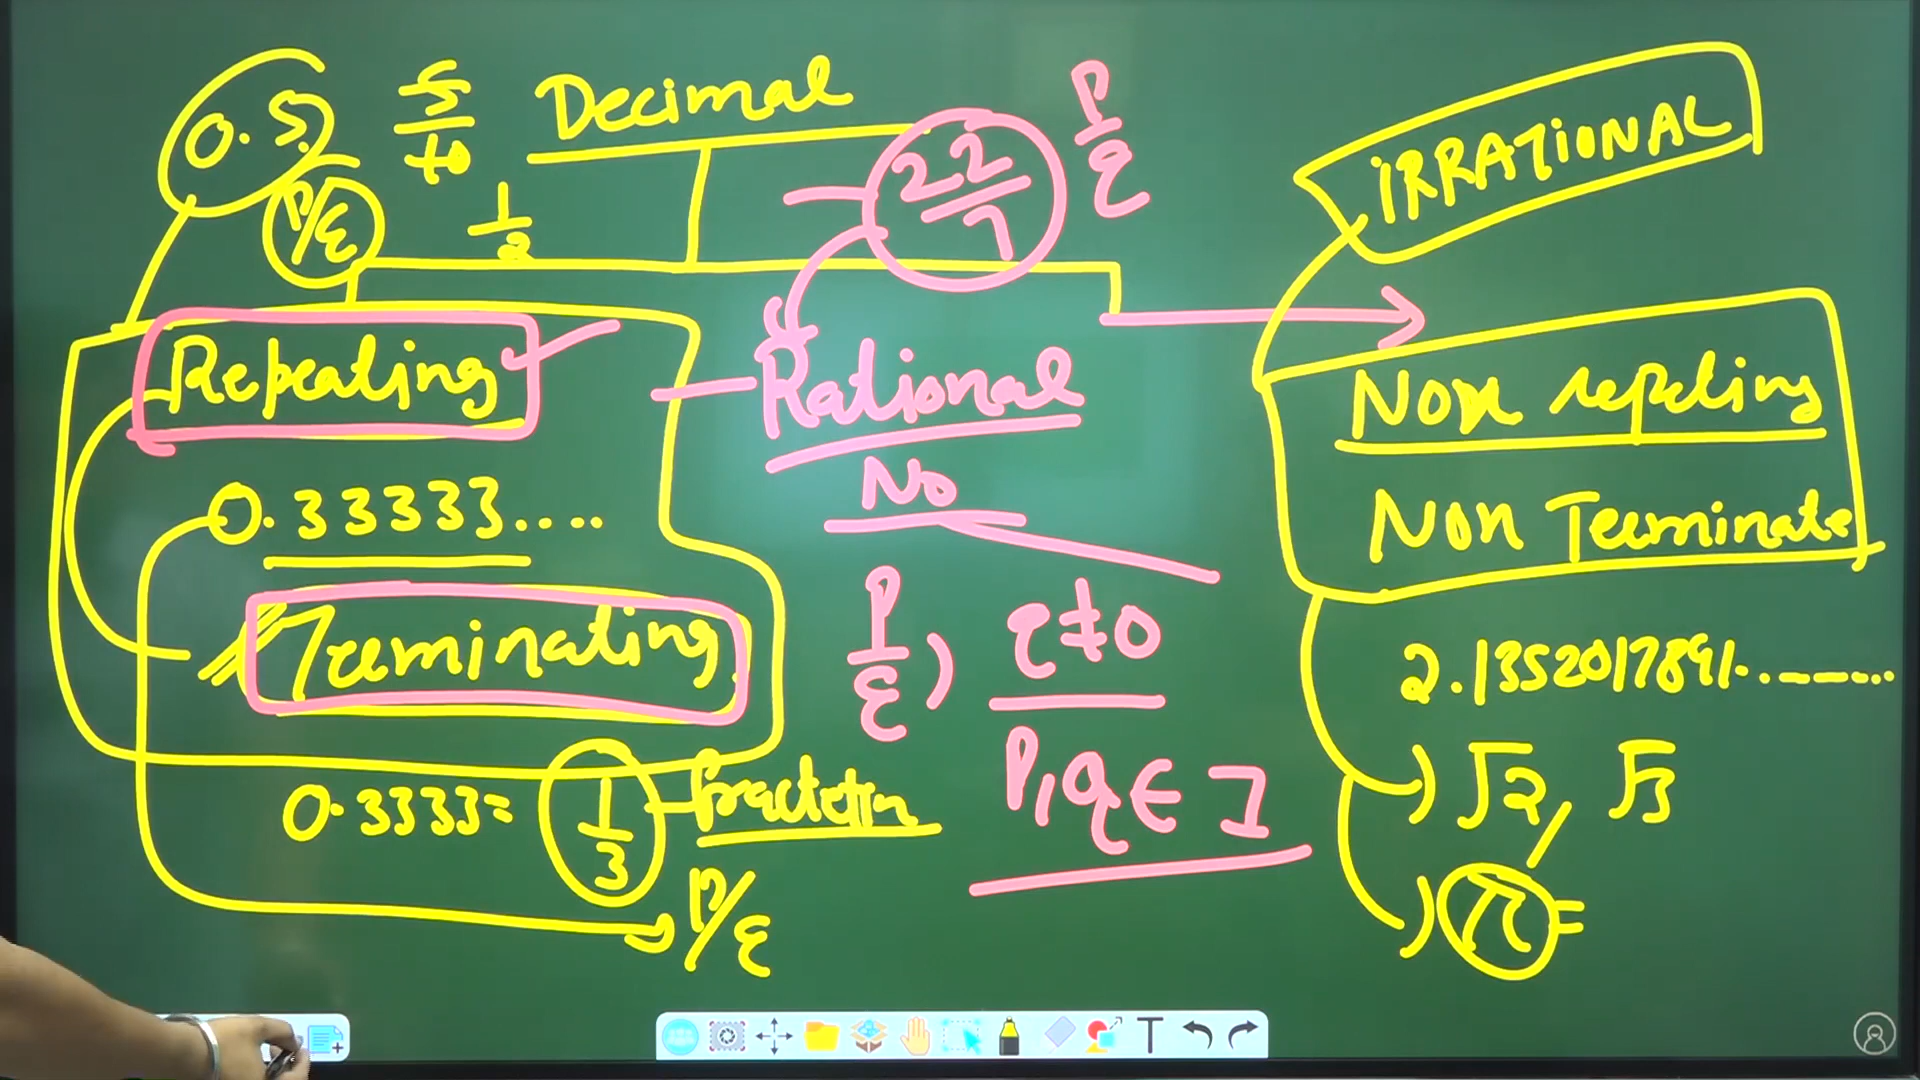 0.5
5/10
Decimal
22/7
P/q
IRRATIONAL
P/q
1/2
Repeating
Rational
Non repeting
No
0.33333....
Non Terminate
Terminating
P/q) q≠0
2.1352017891.
0.3333= 1/3
P,q ∈ I
) √2, √3
P/q
) π=
T